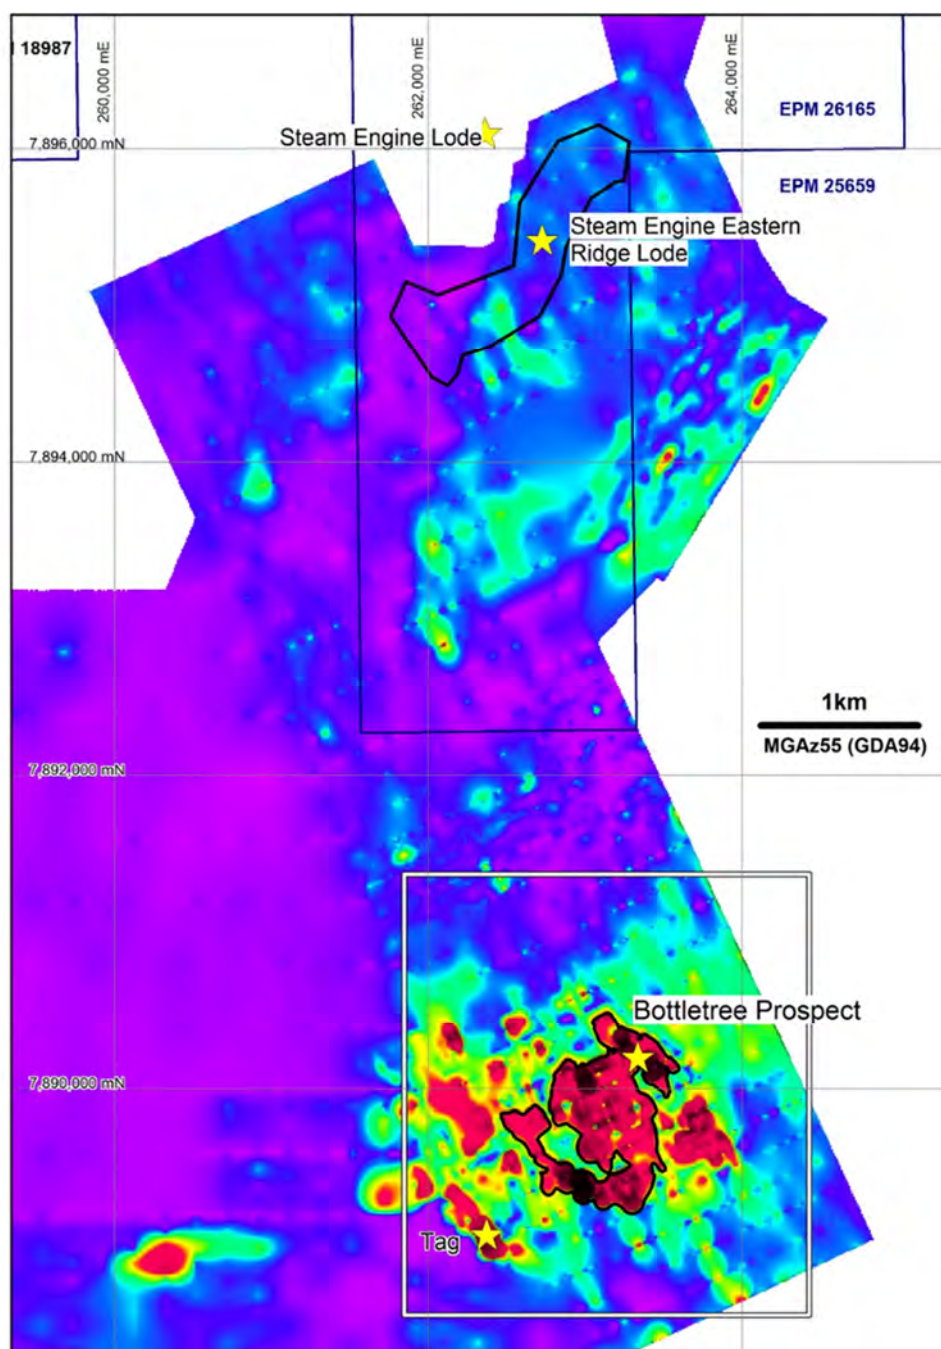 18987
260,000 mE
262,000 mE
264,000 mE
EPM 26165
7,896,000 mN
Steam Engine Lode
EPM 25659
Steam Engine Eastern
Ridge Lode
7,894,000 mN
1km
MGAz55 (GDA94)
7,892,000 mN
Bottletree Prospect
7,890,000 mN
Tag